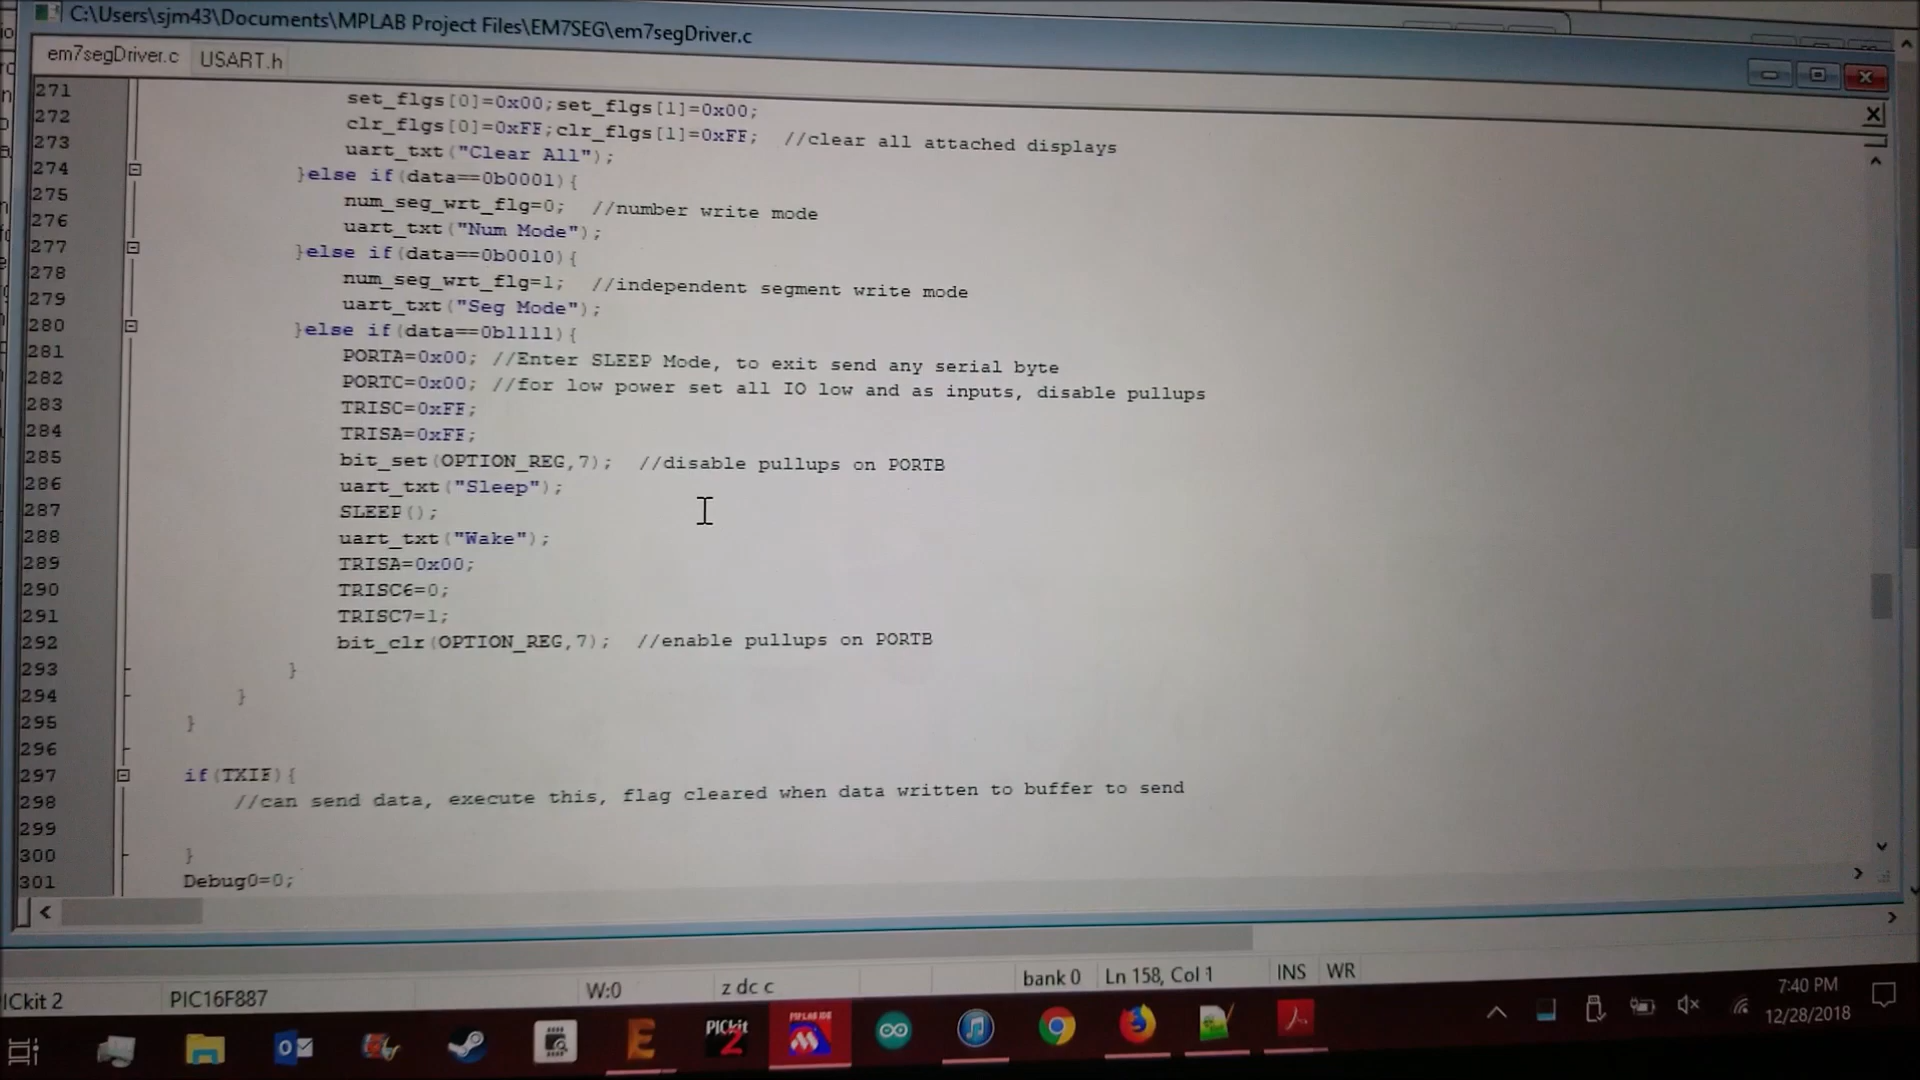 C:\Users\sjm43\Documents\MPLAB Project Files\EM7SEG\em7segDriver.c
em7segDriver.c USART.h
271 set_flgs[0]=0x00;set_flgs[1]=0x00;
272 clr_flgs[0]=0xFF;clr_flgs[1]=0xFF; //clear all attached displays
273 uart_txt("Clear All");
274 }else if(data==0b0001){
275 num_seg_wrt_flg=0; //number write mode
276 uart_txt("Num Mode");
277 }else if(data==0b0010){
278 num_seg_wrt_flg=1; //independent segment write mode
279 uart_txt("Seg Mode");
280 }else if(data==0b1111){
281 PORTA=0x00; //Enter SLEEP Mode, to exit send any serial byte
282 PORTC=0x00; //for low power set all IO low and as inputs, disable pullups
283 TRISC=0xFF;
284 TRISA=0xFF;
285 bit_set(OPTION_REG,7); //disable pullups on PORTB
286 uart_txt("Sleep");
287 SLEEP();
288 uart_txt("Wake");
289 TRISA=0x00;
290 TRISC6=0;
291 TRISC7=1;
292 bit_clr(OPTION_REG,7); //enable pullups on PORTB
293 }
294 }
295 }
296
297 if(TXIF){
298 //can send data, execute this, flag cleared when data written to buffer to send
299
300 }
301 Debug0=0;
ICkit 2 PIC16F887 W:0 z dc c bank 0 Ln 158, Col 1 INS WR
PICkit 2
MPLAB IDE
7:40 PM
12/28/2018